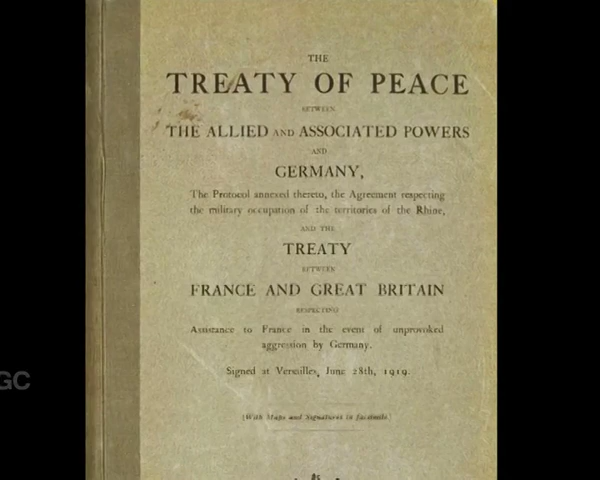 THE
TREATY OF PEACE
BETWEEN
THE ALLIED AND ASSOCIATED POWERS
AND
GERMANY,
The Protocol annexed thereto, the Agreement respecting
the military occupation of the territories of the Rhine,
AND THE
TREATY
BETWEEN
FRANCE AND GREAT BRITAIN
RESPECTING
Assistance to France in the event of unprovoked
aggression by Germany.
Signed at Versailles, June 28th, 1919.
(With Maps and Signatures in facsimile.)
GC